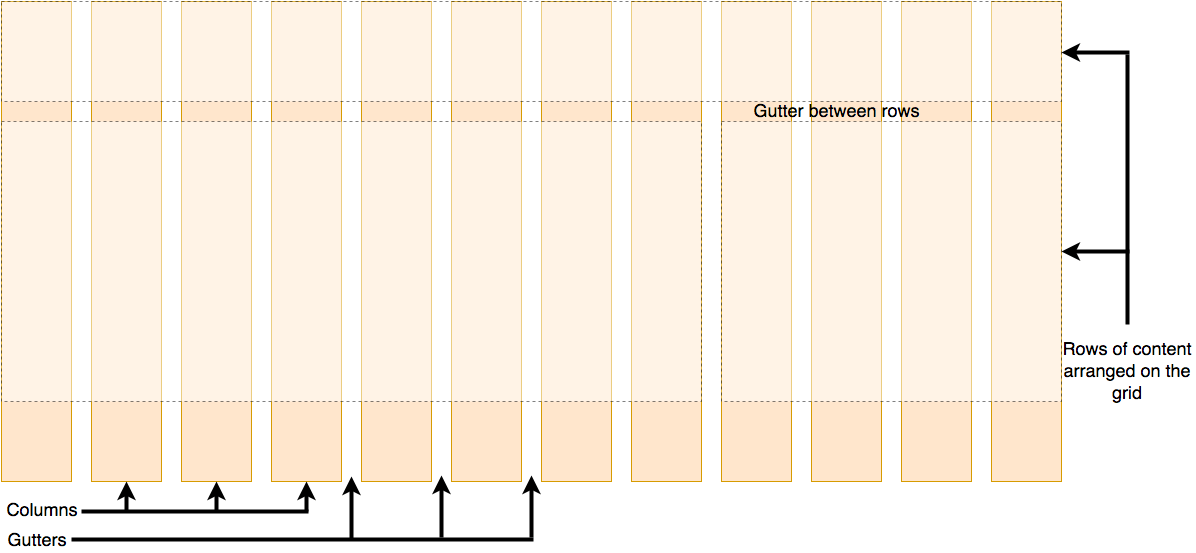 Gutter between rows
Rows of content
arranged on the
grid
Columns
Gutters